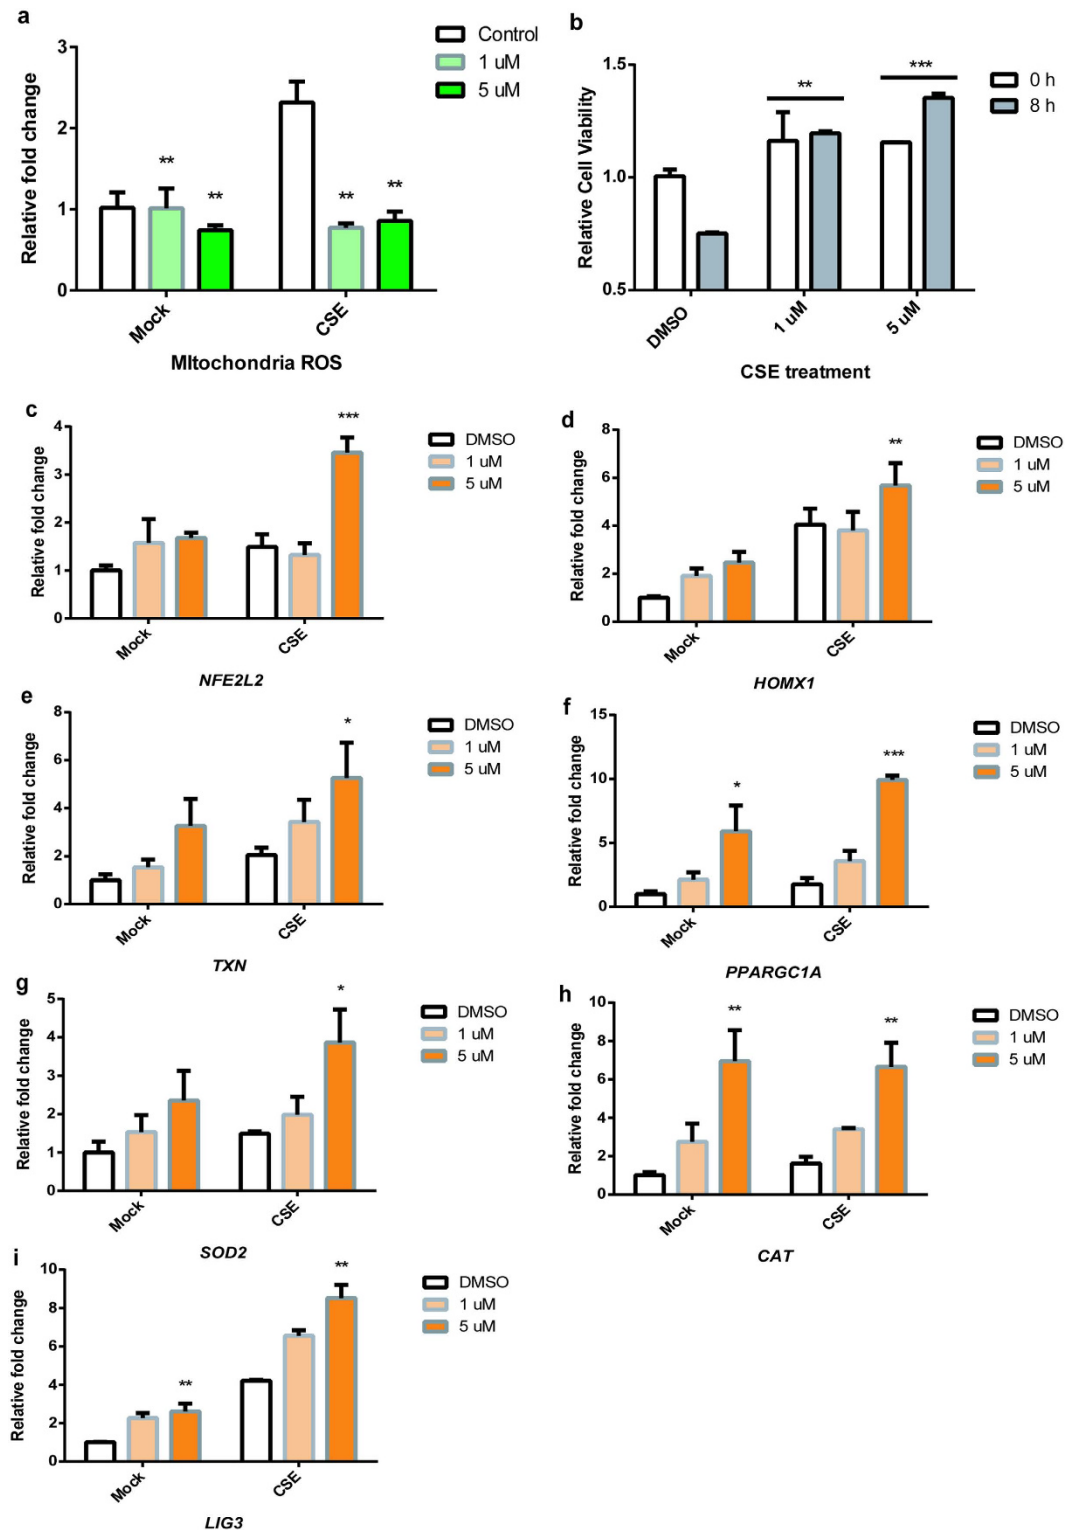 a
Control
1 uM
5 uM
3
2
1
0
Relative fold change
**
**
**
**
Mock
CSE
MItochondria ROS
b
0 h
8 h
1.5
1.0
0.5
Relative Cell Viability
**
***
DMSO
1 uM
5 uM
CSE treatment
c
DMSO
1 uM
5 uM
4
3
2
1
0
Relative fold change
***
Mock
CSE
NFE2L2
d
DMSO
1 uM
5 uM
8
6
4
2
0
Relative fold change
**
Mock
CSE
HOMX1
e
DMSO
1 uM
5 uM
8
6
4
2
0
Relative fold change
*
Mock
CSE
TXN
f
DMSO
1 uM
5 uM
15
10
5
0
Relative fold change
*
***
Mock
CSE
PPARGC1A
g
DMSO
1 uM
5 uM
5
4
3
2
1
0
Relative fold change
*
Mock
CSE
SOD2
h
DMSO
1 uM
5 uM
10
8
6
4
2
0
Relative fold change
**
**
Mock
CSE
CAT
i
DMSO
1 uM
5 uM
10
8
6
4
2
0
Relative fold change
**
**
Mock
CSE
LIG3